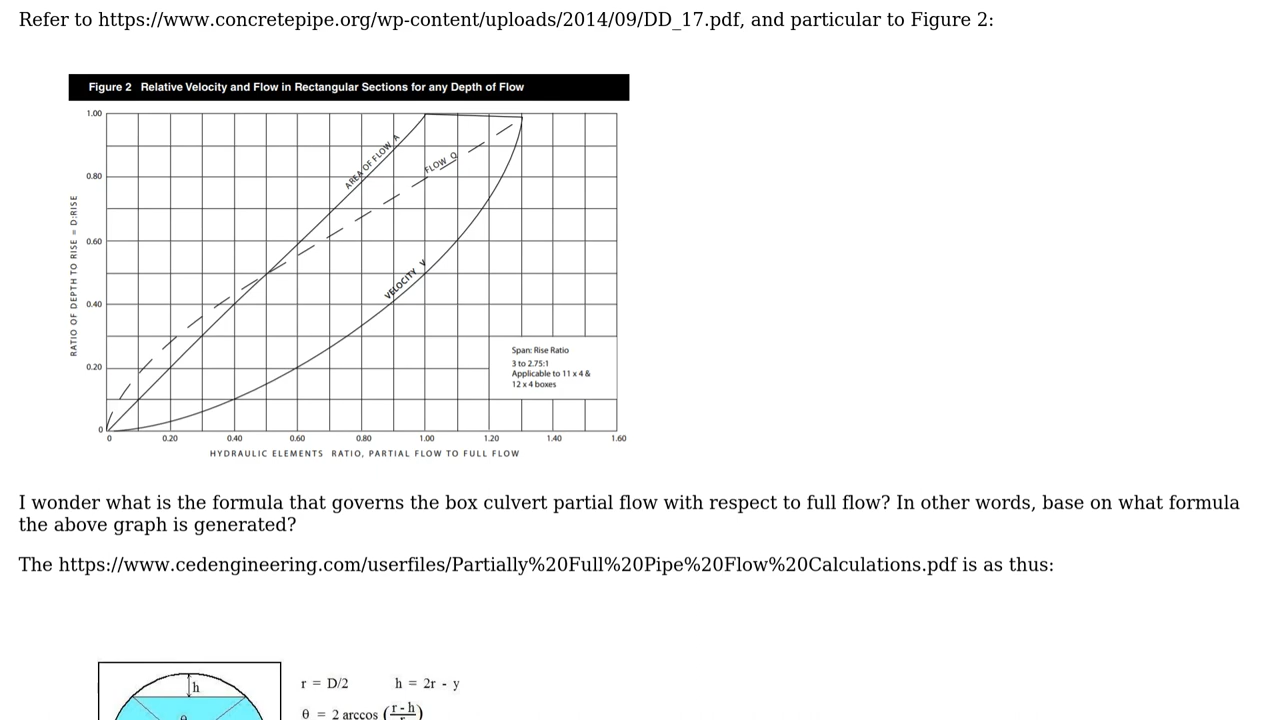 Refer to https://www.concretepipe.org/wp-content/uploads/2014/09/DD_17.pdf, and particular to Figure 2:
Figure 2 Relative Velocity and Flow in Rectangular Sections for any Depth of Flow
1.00
0.80
0.60
0.40
0.20
0
RATIO OF DEPTH TO RISE = D:RISE
AREA OF FLOW A
FLOW Q
VELOCITY V
Span: Rise Ratio
3 to 2.75:1
Applicable to 11 x 4 &
12 x 4 boxes
0 0.20 0.40 0.60 0.80 1.00 1.20 1.40 1.60
HYDRAULIC ELEMENTS RATIO, PARTIAL FLOW TO FULL FLOW
I wonder what is the formula that governs the box culvert partial flow with respect to full flow? In other words, base on what formula
the above graph is generated?
The https://www.cedengineering.com/userfiles/Partially%20Full%20Pipe%20Flow%20Calculations.pdf is as thus:
h
r = D/2 h = 2r - y
θ = 2 arccos (r - h